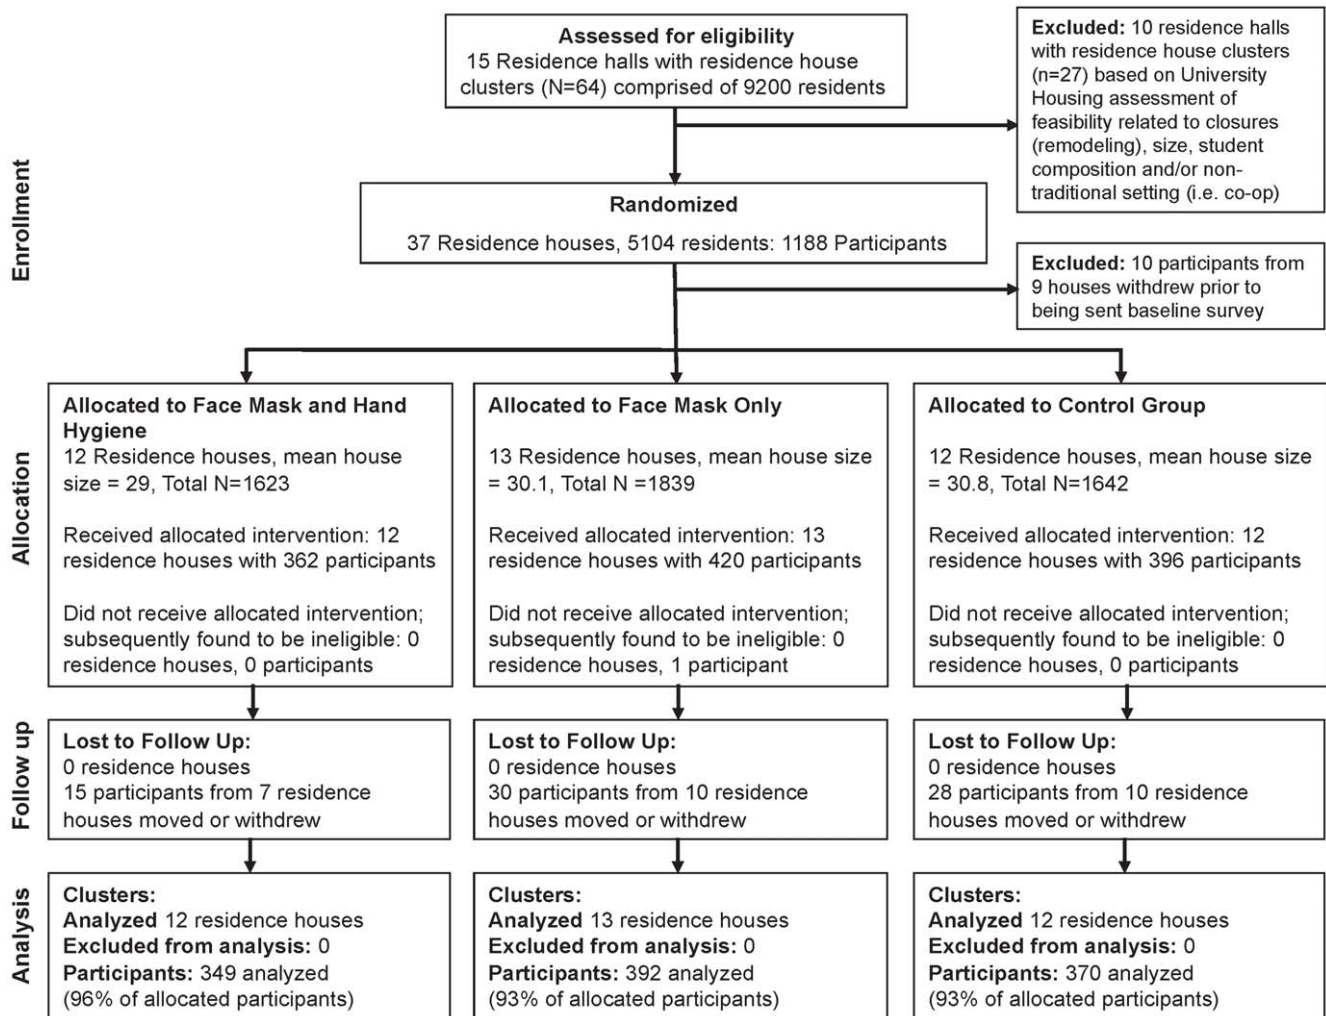 Assessed for eligibility
15 Residence halls with residence house
clusters (N=64) comprised of 9200 residents
Excluded: 10 residence halls
with residence house clusters
(n=27) based on University
Housing assessment of
feasibility related to closures
(remodeling), size, student
composition and/or non-
traditional setting (i.e. co-op)
Enrollment
Randomized
37 Residence houses, 5104 residents: 1188 Participants
Excluded: 10 participants from
9 houses withdrew prior to
being sent baseline survey
Allocation
Allocated to Face Mask and Hand
Hygiene
12 Residence houses, mean house
size = 29, Total N=1623
Received allocated intervention: 12
residence houses with 362 participants
Did not receive allocated intervention;
subsequently found to be ineligible: 0
residence houses, 0 participants
Allocated to Face Mask Only
13 Residence houses, mean house size
= 30.1, Total N =1839
Received allocated intervention: 13
residence houses with 420 participants
Did not receive allocated intervention;
subsequently found to be ineligible: 0
residence houses, 1 participant
Allocated to Control Group
12 Residence houses, mean house size
= 30.8, Total N=1642
Received allocated intervention: 12
residence houses with 396 participants
Did not receive allocated intervention;
subsequently found to be ineligible: 0
residence houses, 0 participants
Follow up
Lost to Follow Up:
0 residence houses
15 participants from 7 residence
houses moved or withdrew
Lost to Follow Up:
0 residence houses
30 participants from 10 residence
houses moved or withdrew
Lost to Follow Up:
0 residence houses
28 participants from 10 residence
houses moved or withdrew
Analysis
Clusters:
Analyzed 12 residence houses
Excluded from analysis: 0
Participants: 349 analyzed
(96% of allocated participants)
Clusters:
Analyzed 13 residence houses
Excluded from analysis: 0
Participants: 392 analyzed
(93% of allocated participants)
Clusters:
Analyzed 12 residence houses
Excluded from analysis: 0
Participants: 370 analyzed
(93% of allocated participants)